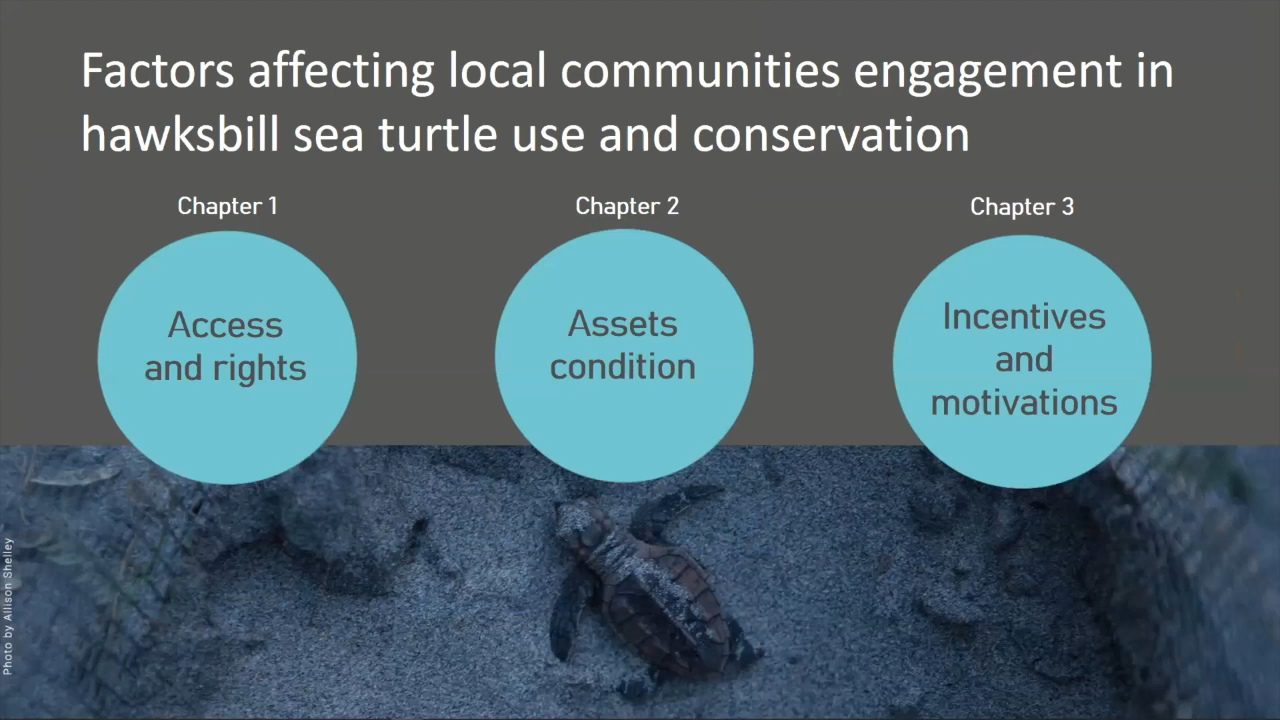 Factors affecting local communities engagement in
hawksbill sea turtle use and conservation
Chapter 1
Access
and rights
Chapter 2
Assets
condition
Chapter 3
Incentives
and
motivations
Photo by Allison Shelley